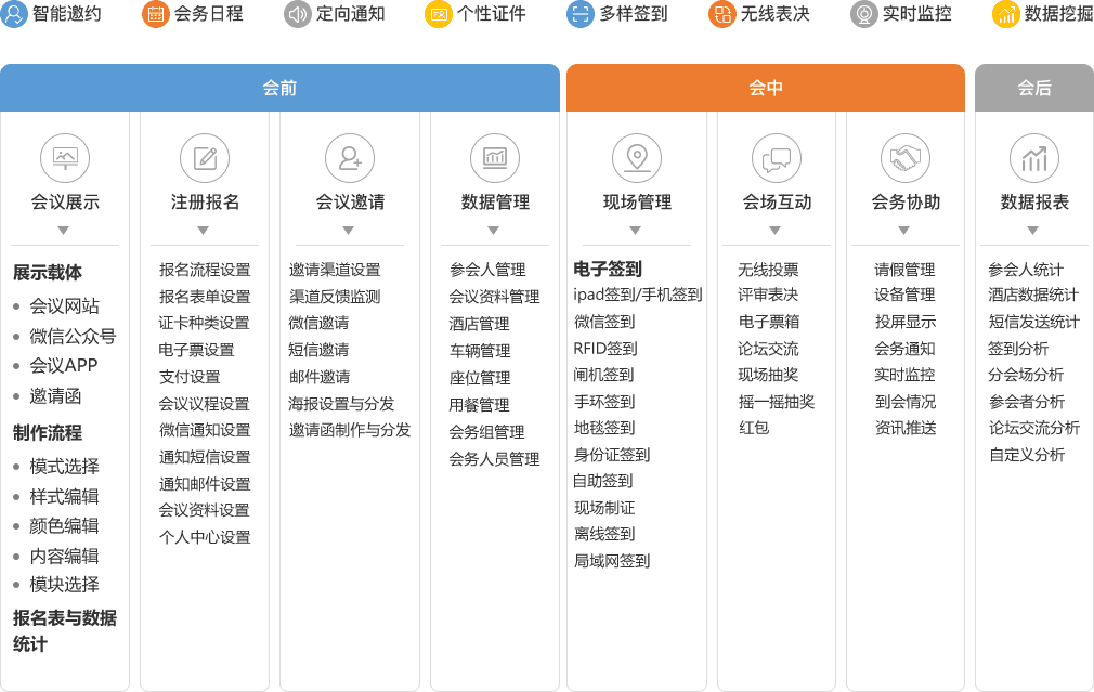 智能邀约
会务日程
定向通知
个性证件
多样签到
无线表决
实时监控
数据挖掘
会前
会中
会后
会议展示
展示载体
会议网站
微信公众号
会议APP
邀请函
制作流程
模式选择
样式编辑
颜色编辑
内容编辑
模块选择
报名表与数据
统计
注册报名
报名流程设置
报名表单设置
证卡种类设置
电子票设置
支付设置
会议议程设置
微信通知设置
通知短信设置
通知邮件设置
会议资料设置
个人中心设置
会议邀请
邀请渠道设置
渠道反馈监测
微信邀请
短信邀请
邮件邀请
海报设置与分发
邀请函制作与分发
数据管理
参会人管理
会议资料管理
酒店管理
车辆管理
座位管理
用餐管理
会务组管理
会务人员管理
现场管理
电子签到
ipad签到/手机签到
微信签到
RFID签到
闸机签到
手环签到
地毯签到
身份证签到
自助签到
现场制证
离线签到
局域网签到
会场互动
无线投票
评审表决
电子票箱
论坛交流
现场抽奖
摇一摇抽奖
红包
会务协助
请假管理
设备管理
投屏显示
会务通知
实时监控
到会情况
资讯推送
数据报表
参会人统计
酒店数据统计
短信发送统计
签到分析
分会场分析
参会者分析
论坛交流分析
自定义分析